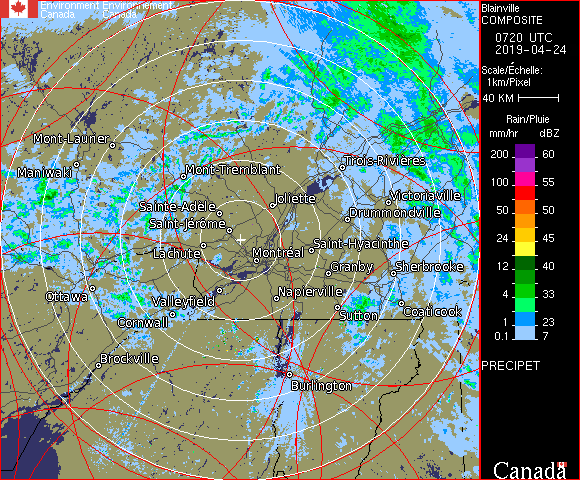 Environment Environnement
Canada Canada
Blainville
COMPOSITE
0720 UTC
2019-04-24
Scale/Échelle:
1km/Pixel
40 KM
Rain/Pluie
mm/hr dBZ
200 60
100 55
50 50
24 45
12 40
4 33
1 23
0.1 7
PRECIPET
Canada
Mont-Laurier
Maniwaki
Mont-Tremblant
Trois-Rivières
Sainte-Adele
Joliette
Victoriaville
Drummondville
Saint-Jérôme
Lachute
Montréal
Saint-Hyacinthe
Granby
Sherbrooke
Ottawa
Valleyfield
Napierville
Cornwall
Sutton
Coaticook
Brockville
Burlington